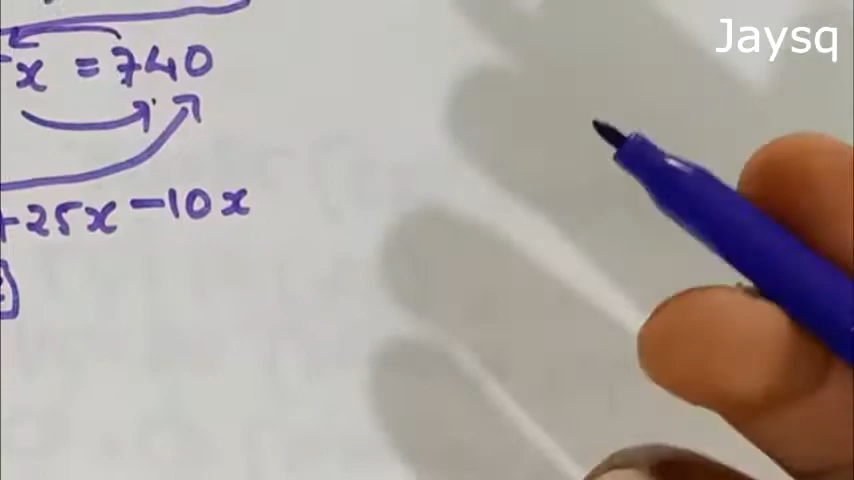 Jaysq
x = 740
+25x-10x